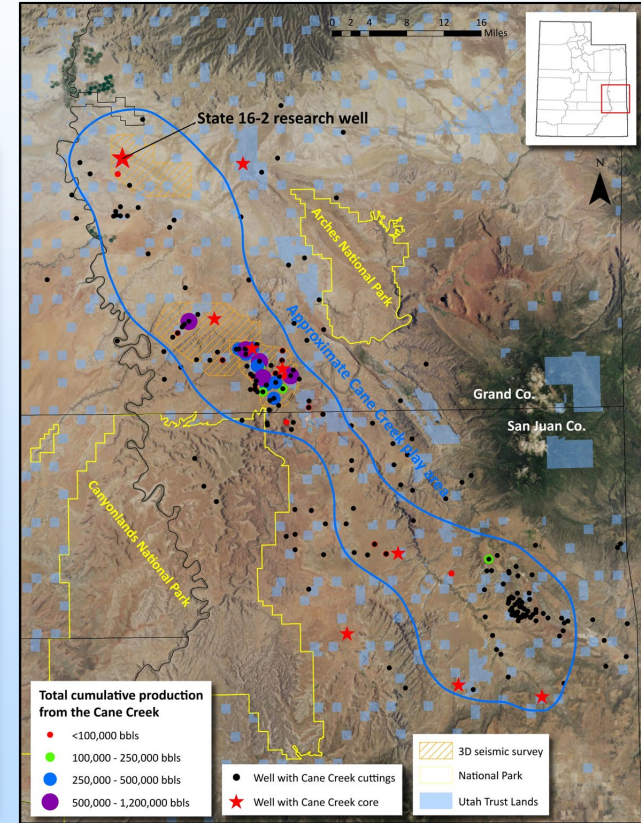 0 2 4 8 12 16
Miles
State 16-2 research well
N
Arches National Park
Approximate Cane Creek play area
Grand Co.
San Juan Co.
Canyonlands National Park
Total cumulative production
from the Cane Creek
<100,000 bbls
100,000 - 250,000 bbls
250,000 - 500,000 bbls
500,000 - 1,200,000 bbls
Well with Cane Creek cuttings
Well with Cane Creek core
3D seismic survey
National Park
Utah Trust Lands